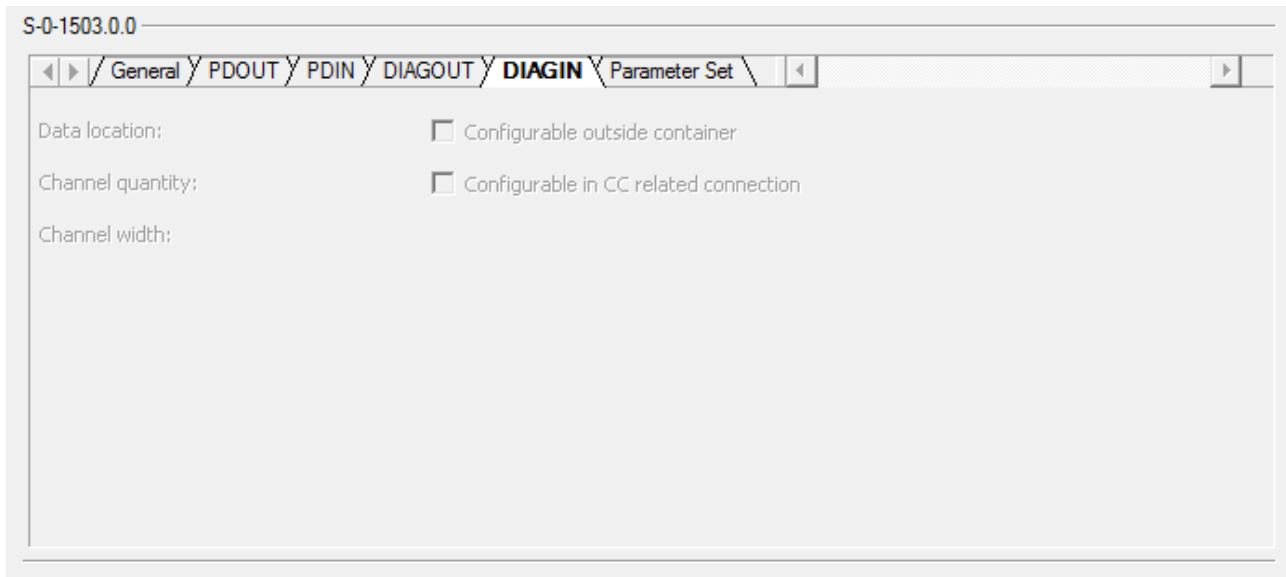 S-0-1503.0.0
General PDOUT PDIN DIAGOUT DIAGIN Parameter Set
Data location: Configurable outside container
Channel quantity: Configurable in CC related connection
Channel width: